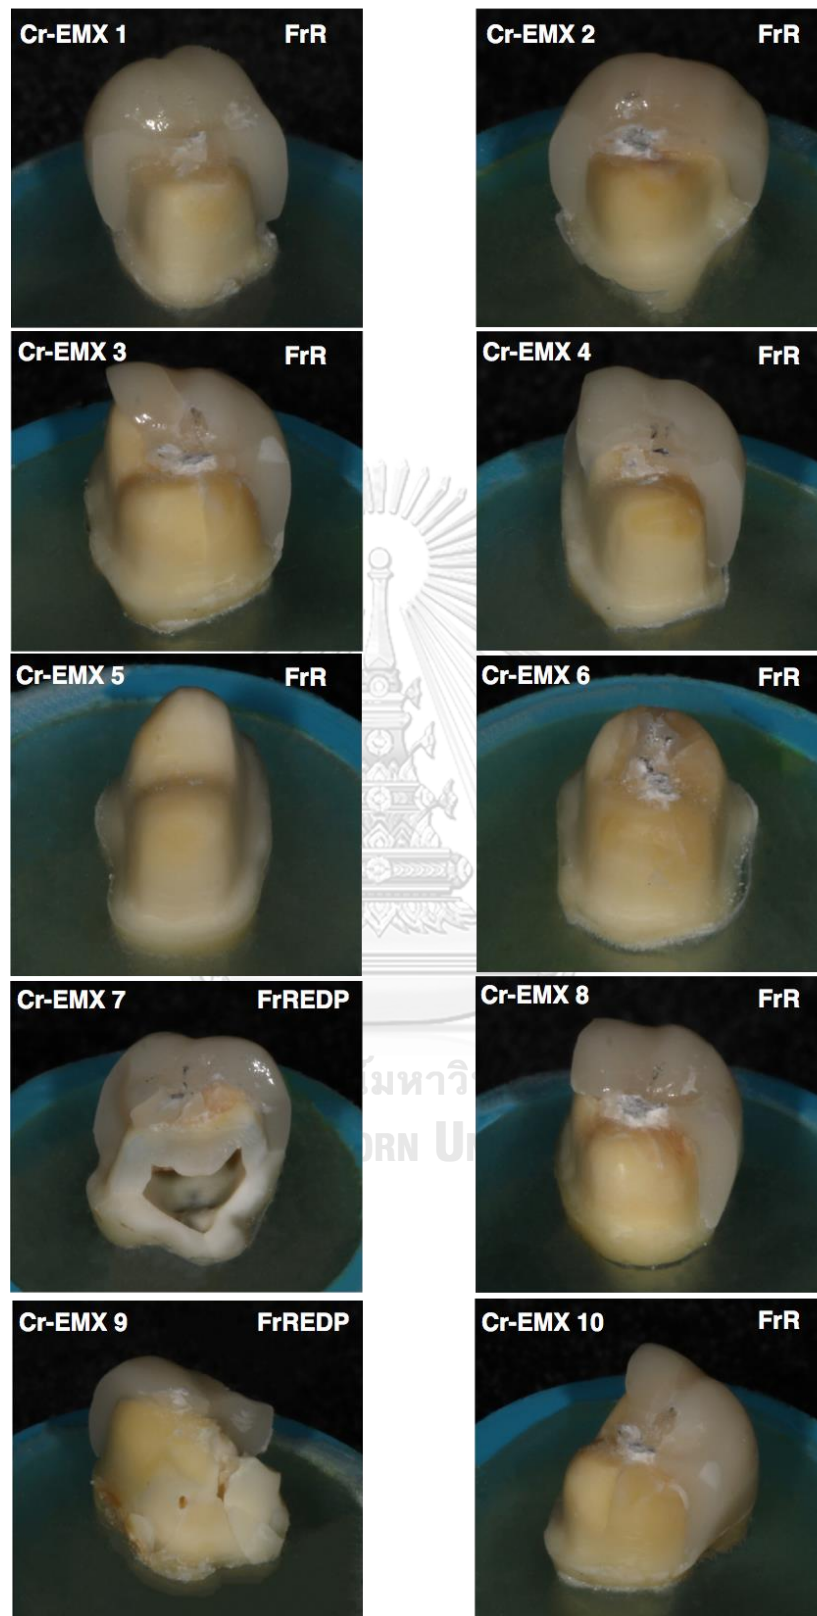 Cr-EMX 1 FrR
Cr-EMX 2 FrR
Cr-EMX 3 FrR
Cr-EMX 4 FrR
Cr-EMX 5 FrR
Cr-EMX 6 FrR
Cr-EMX 7 FrREDP
Cr-EMX 8 FrR
Cr-EMX 9 FrREDP
Cr-EMX 10 FrR